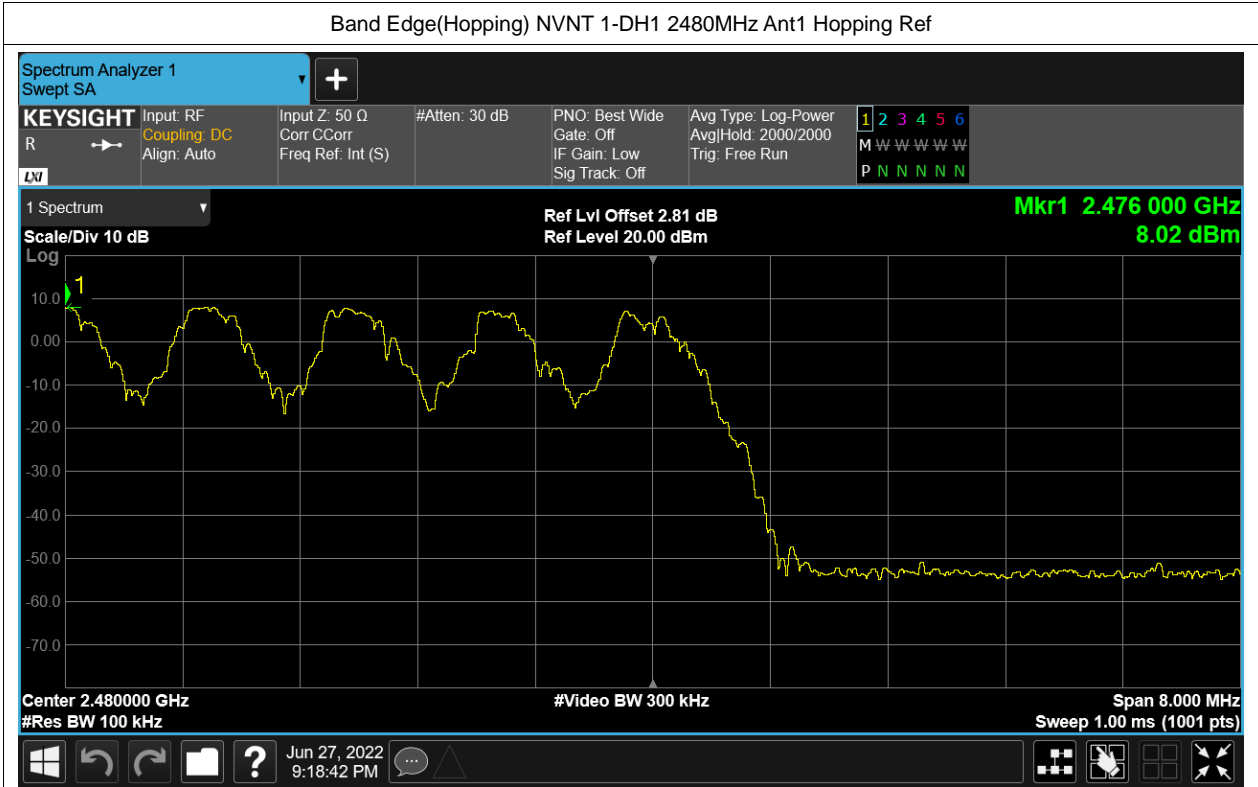 Band Edge(Hopping) NVNT 1-DH1 2480MHz Ant1 Hopping Ref
Spectrum Analyzer 1
Swept SA
KEYSIGHT
R
LXI
Input: RF
Coupling: DC
Align: Auto
Input Z: 50 Ω
Corr CCorr
Freq Ref: Int (S)
#Atten: 30 dB
PNO: Best Wide
Gate: Off
IF Gain: Low
Sig Track: Off
Avg Type: Log-Power
Avg|Hold: 2000/2000
Trig: Free Run
1 2 3 4 5 6
M W W W W W
P N N N N N
1 Spectrum
Scale/Div 10 dB
Ref Lvl Offset 2.81 dB
Ref Level 20.00 dBm
Mkr1 2.476 000 GHz
8.02 dBm
Log
1
10.0
0.00
-10.0
-20.0
-30.0
-40.0
-50.0
-60.0
-70.0
Center 2.480000 GHz
#Video BW 300 kHz
Span 8.000 MHz
#Res BW 100 kHz
Sweep 1.00 ms (1001 pts)
Jun 27, 2022
9:18:42 PM